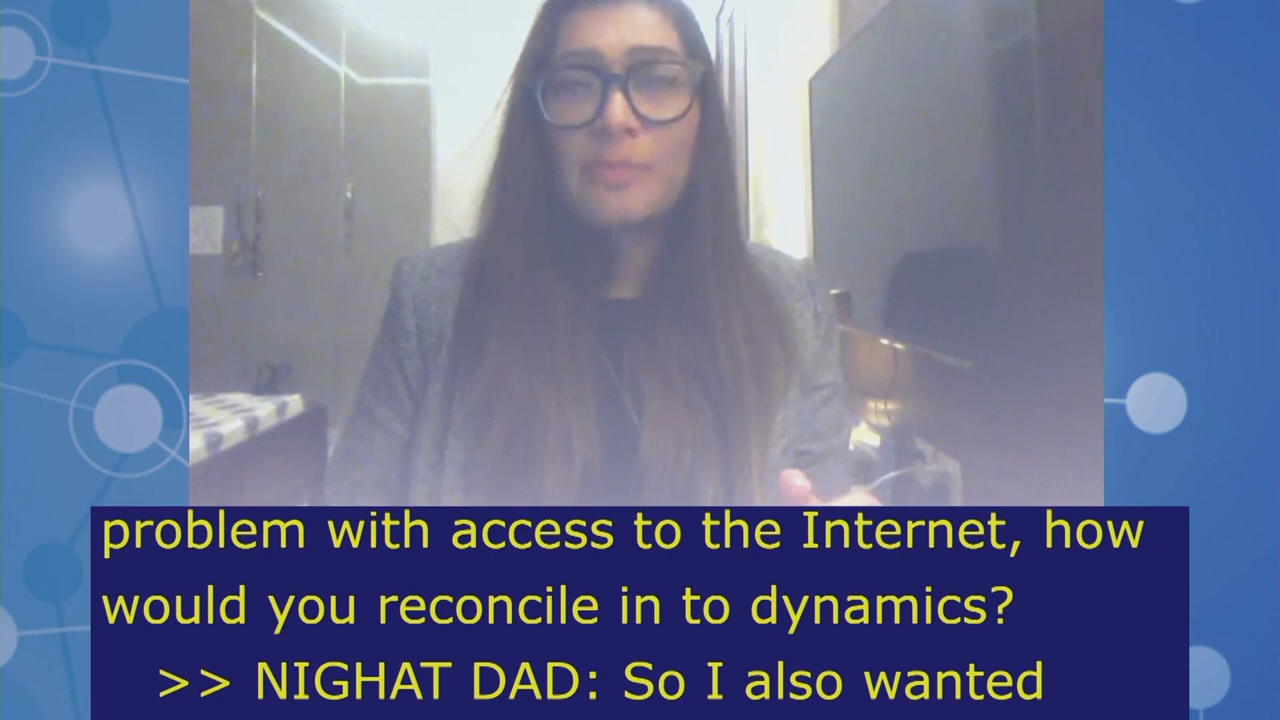 problem with access to the Internet, how
would you reconcile in to dynamics?
>> NIGHAT DAD: So I also wanted